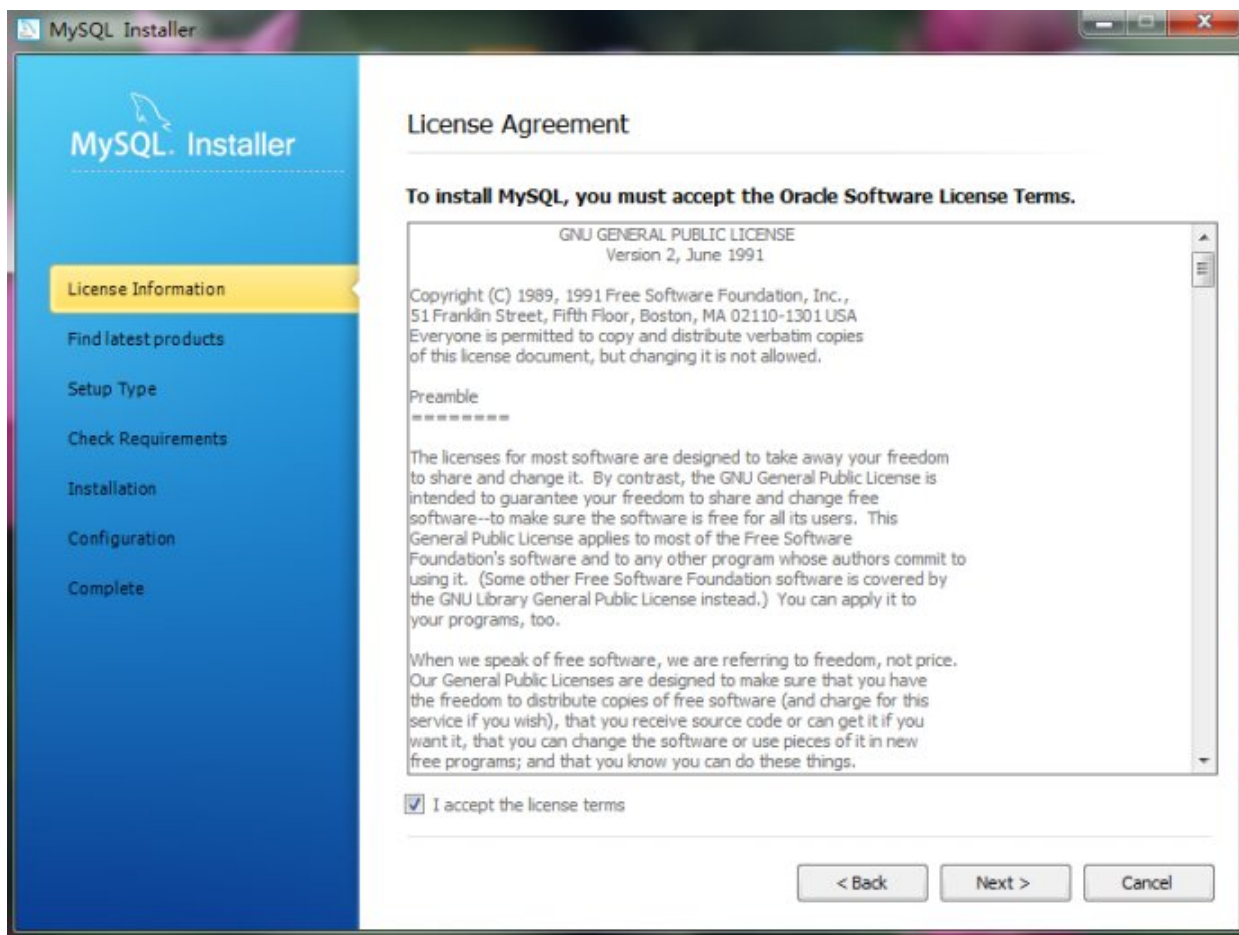 MySQL Installer
MySQL. Installer
License Information
Find latest products
Setup Type
Check Requirements
Installation
Configuration
Complete
License Agreement
To install MySQL, you must accept the Oracle Software License Terms.
GNU GENERAL PUBLIC LICENSE
Version 2, June 1991
Copyright (C) 1989, 1991 Free Software Foundation, Inc.,
51 Franklin Street, Fifth Floor, Boston, MA 02110-1301 USA
Everyone is permitted to copy and distribute verbatim copies
of this license document, but changing it is not allowed.
Preamble
========
The licenses for most software are designed to take away your freedom
to share and change it.  By contrast, the GNU General Public License is
intended to guarantee your freedom to share and change free
software--to make sure the software is free for all its users.  This
General Public License applies to most of the Free Software
Foundation's software and to any other program whose authors commit to
using it.  (Some other Free Software Foundation software is covered by
the GNU Library General Public License instead.)  You can apply it to
your programs, too.
When we speak of free software, we are referring to freedom, not price.
Our General Public Licenses are designed to make sure that you have
the freedom to distribute copies of free software (and charge for this
service if you wish), that you receive source code or can get it if you
want it, that you can change the software or use pieces of it in new
free programs; and that you know you can do these things.
I accept the license terms
< Back
Next >
Cancel